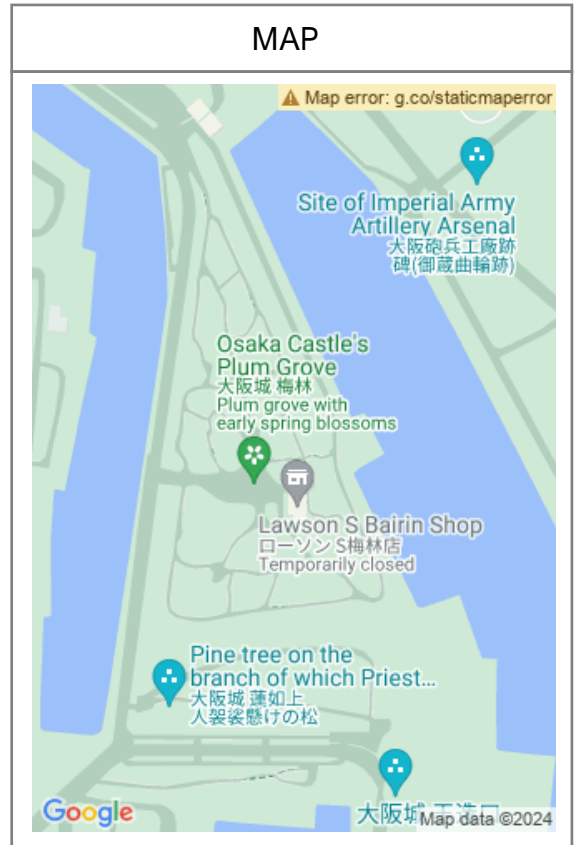 MAP
Map error: g.co/staticmaperror
Site of Imperial Army
Artillery Arsenal
大阪砲兵工廠跡
碑(御蔵曲輪跡)
Osaka Castle's
Plum Grove
大阪城 梅林
Plum grove with
early spring blossoms
Lawson S Bairin Shop
ローソン S梅林店
Temporarily closed
Pine tree on the
branch of which Priest...
大阪城 蓮如上
人袈裟懸けの松
大阪城
Google
Map data ©2024